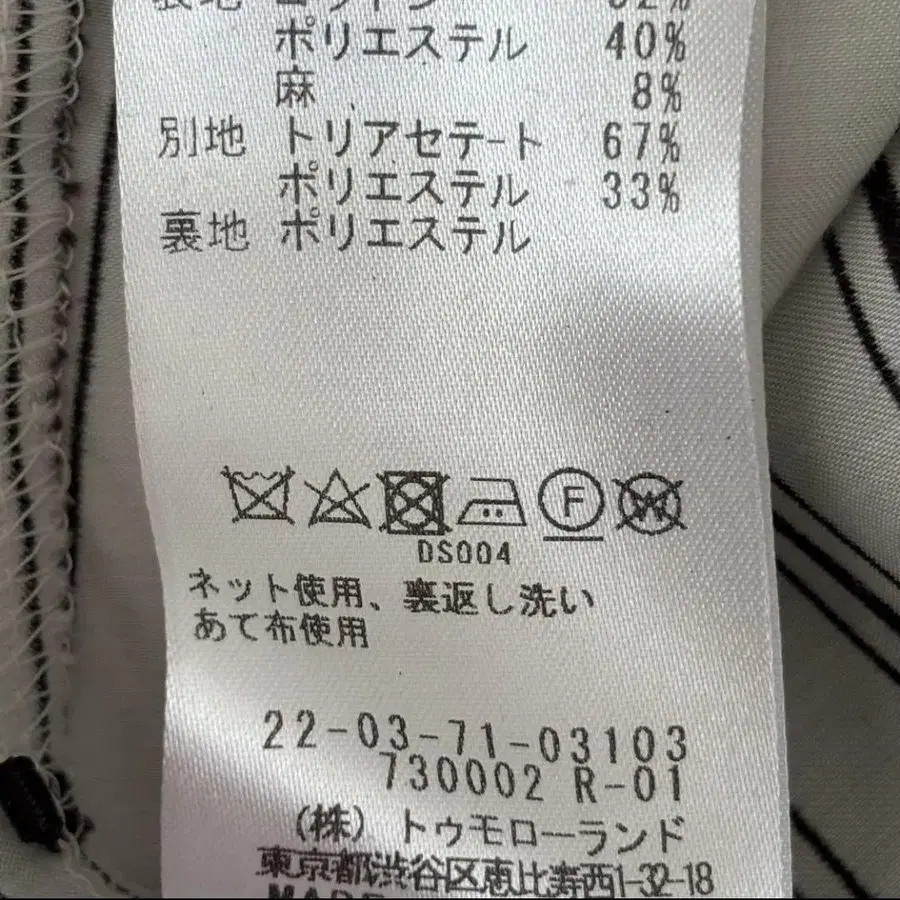 ポリエステル 40%
麻 8%
別地 トリアセテート 67%
ポリエステル 33%
裏地 ポリエステル
F W
DS004
ネット使用、裏返し洗い
あて布使用
22-03-71-03103
730002 R-01
(株) トゥモローランド
東京都渋谷区恵比寿西1-32-18